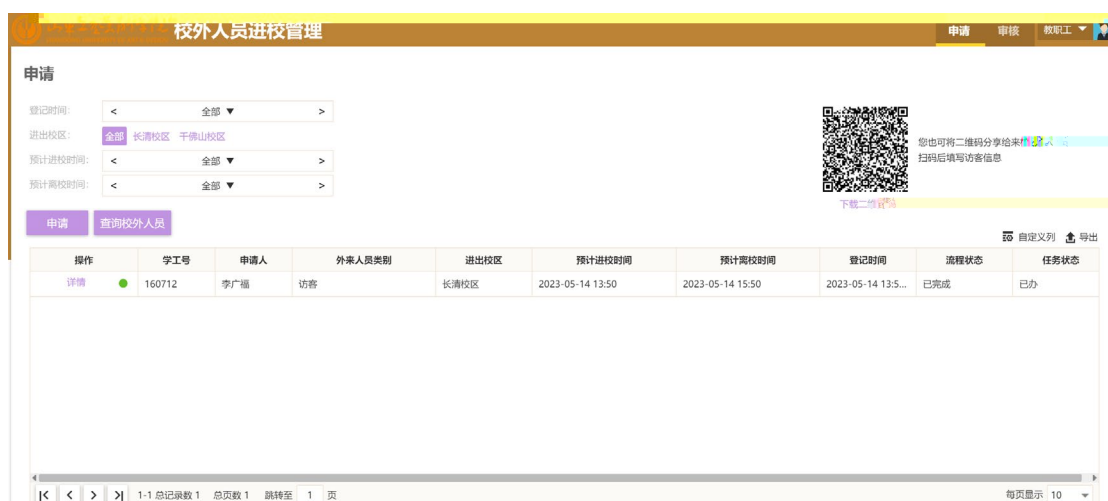 校外人员进校管理
申请 审核 教职工
申请
登记时间: < 全部 ▼ >
进出校区: 全部 长清校区 千佛山校区
预计进校时间: < 全部 ▼ >
预计离校时间: < 全部 ▼ >
您也可将二维码分享给来
扫码后填写访客信息
下载二维
申请 查询校外人员
自定义列 导出
操作 学工号 申请人 外来人员类别 进出校区 预计进校时间 预计离校时间 登记时间 流程状态 任务状态
详情 160712 李广福 访客 长清校区 2023-05-14 13:50 2023-05-14 15:50 2023-05-14 13:5... 已完成 已办
1-1 总记录数 1 总页数 1 跳转至 1 页 每页显示 10